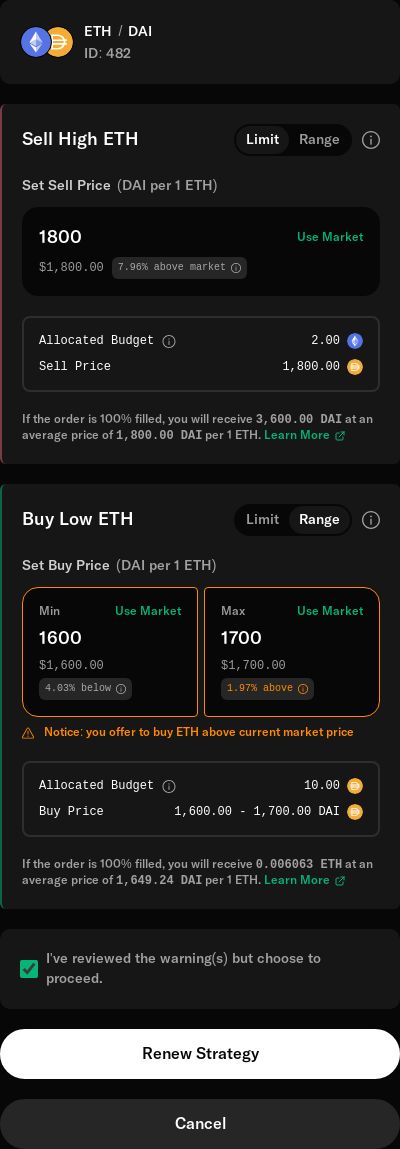 ETH / DAI
ID: 482
Sell High ETH
Limit Range
Set Sell Price (DAI per 1 ETH)
1800 Use Market
$1,800.00 7.96% above market
Allocated Budget 2.00
Sell Price 1,800.00
If the order is 100% filled, you will receive 3,600.00 DAI at an
average price of 1,800.00 DAI per 1 ETH. Learn More
Buy Low ETH
Limit Range
Set Buy Price (DAI per 1 ETH)
Min Use Market
1600
$1,600.00
4.03% below
Max Use Market
1700
$1,700.00
1.97% above
Notice: you offer to buy ETH above current market price
Allocated Budget 10.00
Buy Price 1,600.00 - 1,700.00 DAI
If the order is 100% filled, you will receive 0.006063 ETH at an
average price of 1,649.24 DAI per 1 ETH. Learn More
I've reviewed the warning(s) but choose to
proceed.
Renew Strategy
Cancel